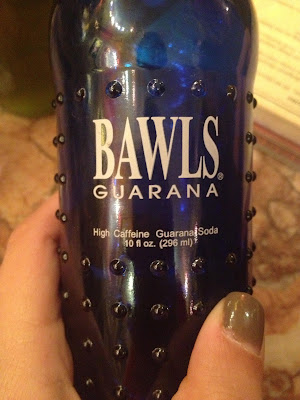 BAWLS®
GUARANA
High Caffeine Guarana Soda
10 fl oz. (296 ml)